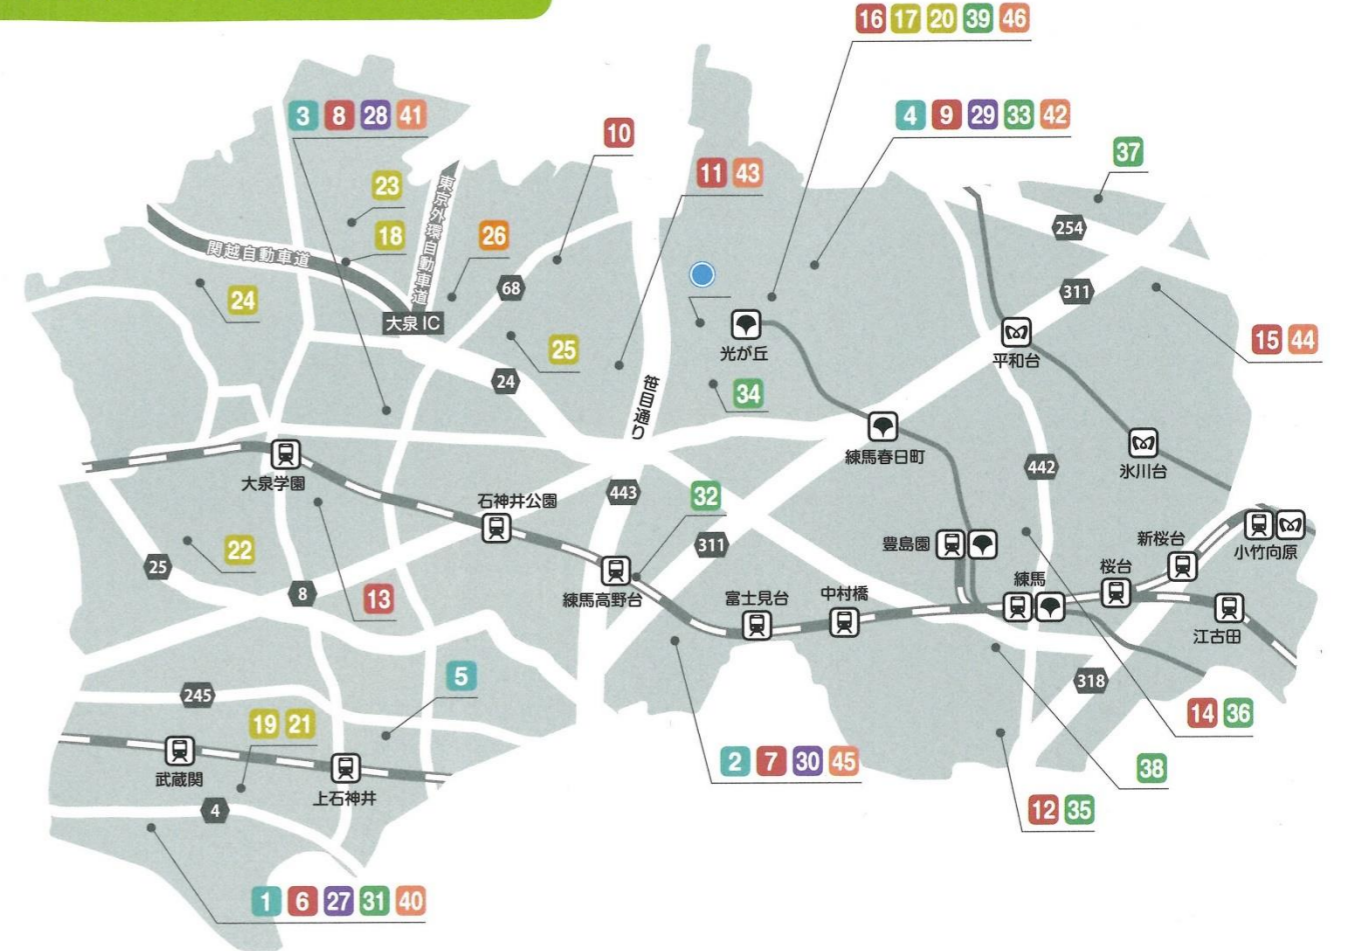 16 17 20 39 46
3 8 28 41
4 9 29 33 42
10
37
11 43
23
東京外環自動車道
18
26
254
関越自動車道
24
68
311
大泉IC
光が丘
平和台
15 44
25
24
34
笹目通り
練馬春日町
氷川台
442
大泉学園
石神井公園
443
32
小竹向原
新桜台
豊島園
311
22
25
8
13
練馬高野台
富士見台
中村橋
練馬
桜台
江古田
5
318
245
19 21
14 36
武蔵関
上石神井
2 7 30 45
38
4
12 35
1 6 27 31 40